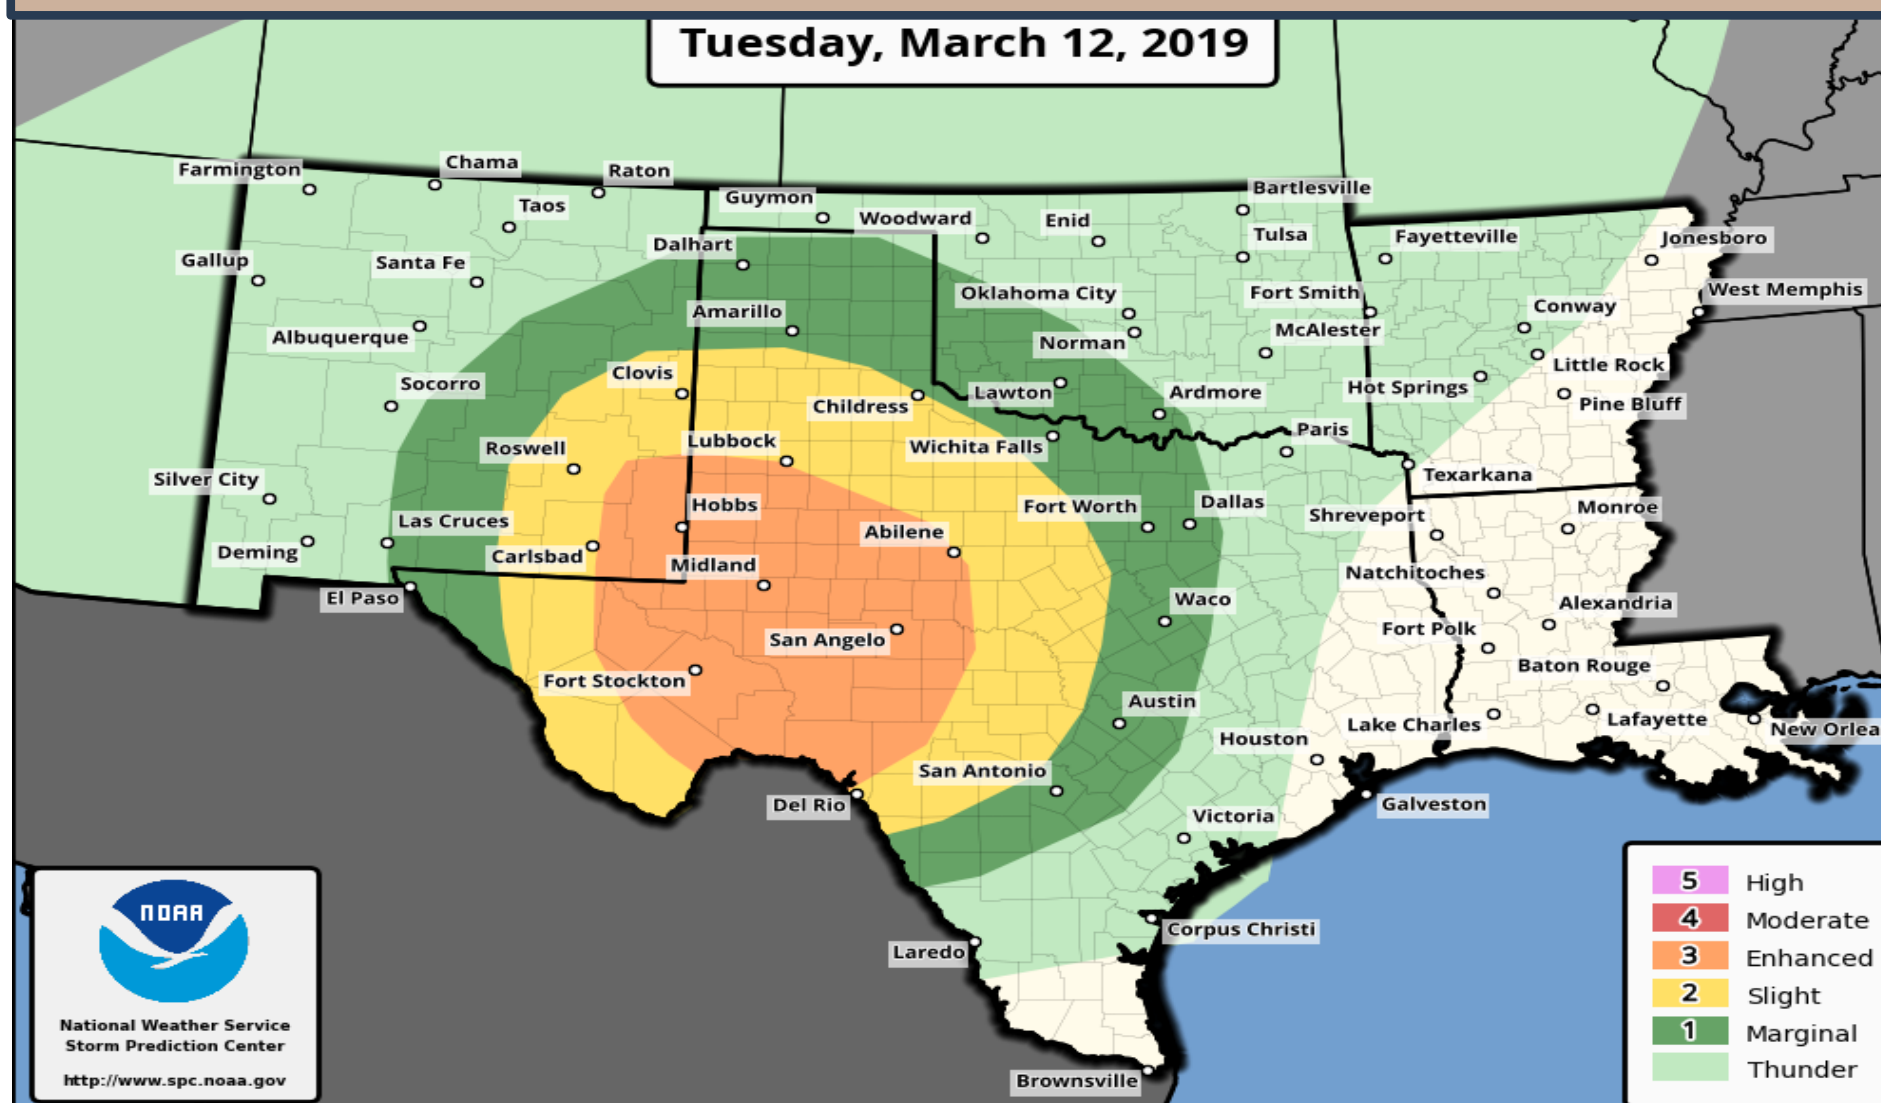 Tuesday, March 12, 2019
Farmington
Chama
Raton
Taos
Guymon
Woodward
Enid
Bartlesville
Tulsa
Fayetteville
Jonesboro
Gallup
Santa Fe
Dalhart
Oklahoma City
Fort Smith
Conway
West Memphis
Albuquerque
Amarillo
Norman
McAlester
Little Rock
Socorro
Clovis
Childress
Lawton
Ardmore
Hot Springs
Pine Bluff
Roswell
Lubbock
Wichita Falls
Paris
Texarkana
Silver City
Hobbs
Fort Worth
Dallas
Shreveport
Monroe
Las Cruces
Abilene
Deming
Carlsbad
Midland
Natchitoches
El Paso
Waco
Alexandria
San Angelo
Fort Polk
Fort Stockton
Baton Rouge
Austin
Lake Charles
Lafayette
New Orlea
Houston
San Antonio
Del Rio
Galveston
Victoria
Corpus Christi
Laredo
Brownsville
NOAA
National Weather Service
Storm Prediction Center
http://www.spc.noaa.gov
5 High
4 Moderate
3 Enhanced
2 Slight
1 Marginal
Thunder